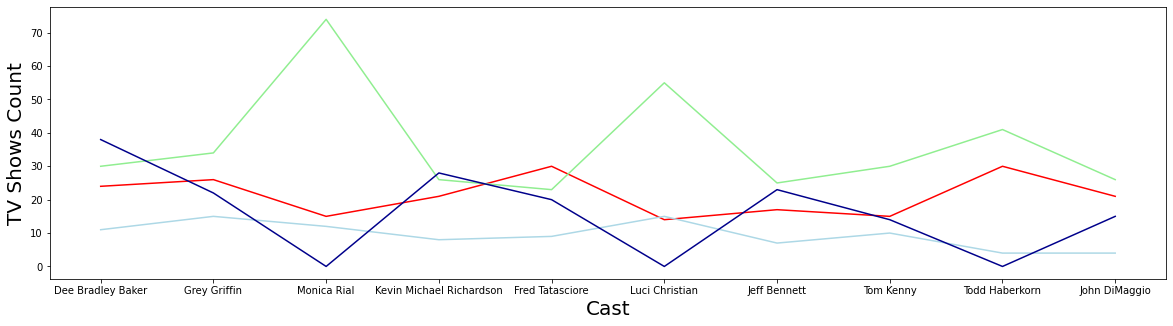 TV Shows Count
70
60
50
40
30
20
10
0
Dee Bradley Baker Grey Griffin Monica Rial Kevin Michael Richardson Fred Tatasciore Luci Christian Jeff Bennett Tom Kenny Todd Haberkorn John DiMaggio
Cast